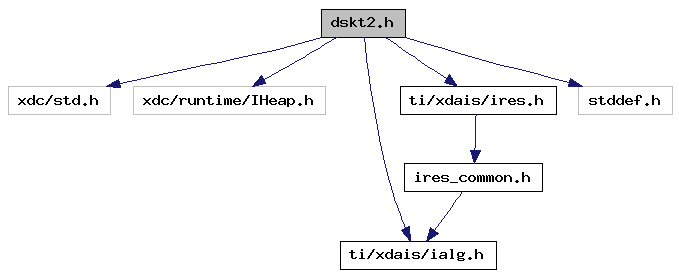 dskt2.h
xdc/std.h
xdc/runtime/IHeap.h
ti/xdais/ires.h
stddef.h
ires_common.h
ti/xdais/ialg.h